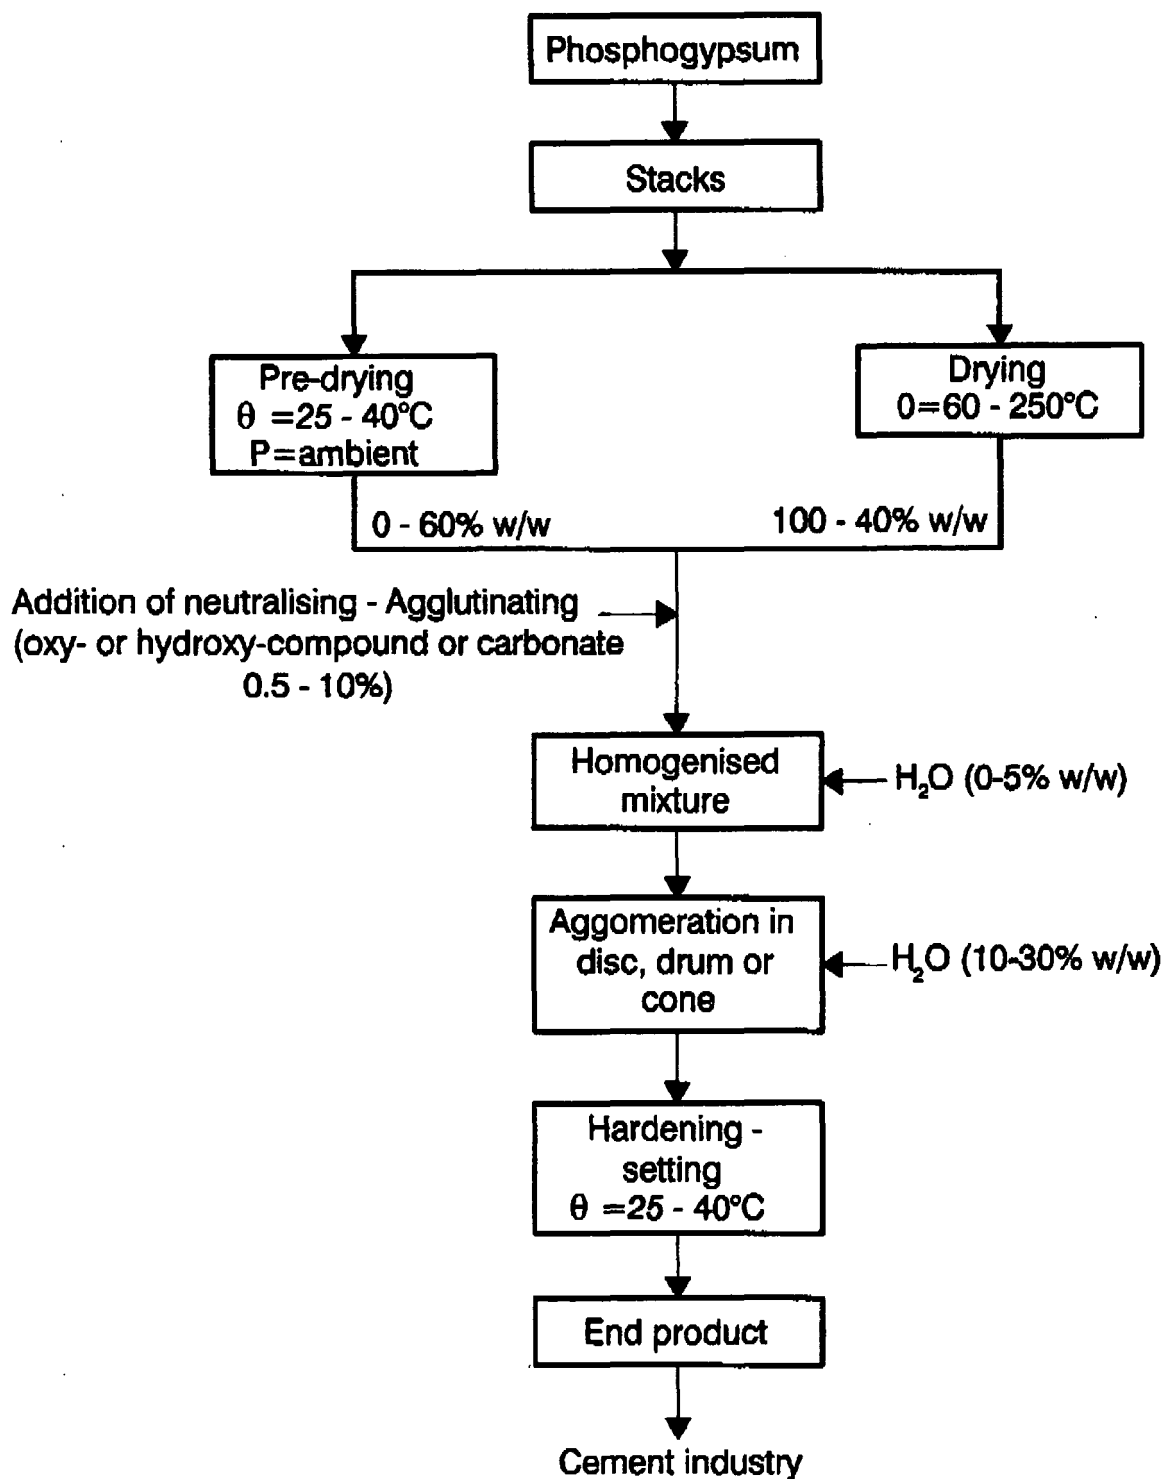 Phosphogypsum
Stacks
Pre-drying
θ =25 - 40°C
P=ambient
Drying
0=60 - 250°C
0 - 60% w/w
100 - 40% w/w
Addition of neutralising - Agglutinating
(oxy- or hydroxy-compound or carbonate
0.5 - 10%)
Homogenised
mixture
H₂O (0-5% w/w)
Aggomeration in
disc, drum or
cone
H₂O (10-30% w/w)
Hardening -
setting
θ =25 - 40°C
End product
Cement industry